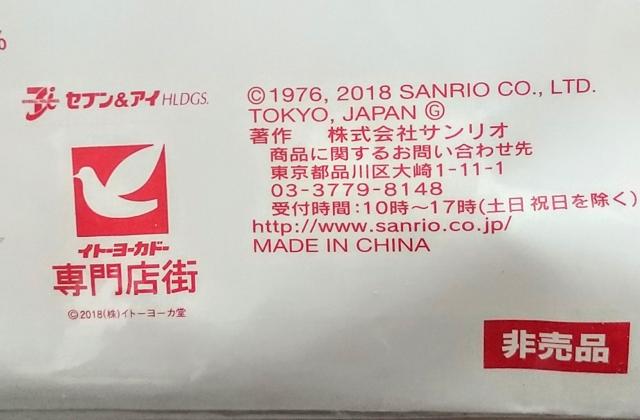 %
セブン&アイ HLDGS.
イトーヨーカドー
専門店街
©2018(株)イトーヨーカ堂
©1976, 2018 SANRIO CO., LTD.
TOKYO, JAPAN Ⓖ
著作 株式会社サンリオ
商品に関するお問い合わせ先
東京都品川区大崎1-11-1
03-3779-8148
受付時間:10時〜17時(土日祝日を除く)
http://www.sanrio.co.jp/
MADE IN CHINA
非売品